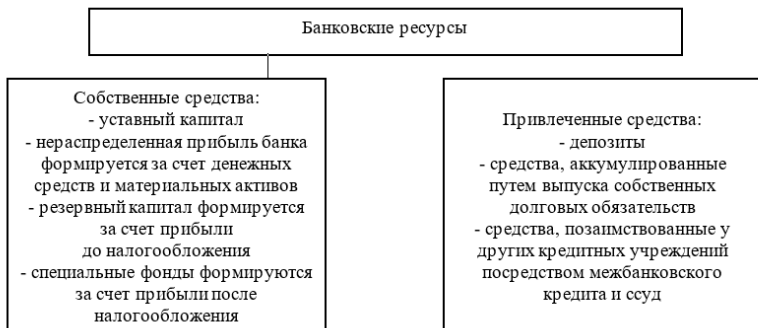 Банковские ресурсы
Собственные средства:
- уставный капитал
- нераспределенная прибыль банка
формируется за счет денежных
средств и материальных активов
- резервный капитал формируется
за счет прибыли
до налогообложения
- специальные фонды формируются
за счет прибыли после
налогообложения
Привлеченные средства:
- депозиты
- средства, аккумулированные
путем выпуска собственных
долговых обязательств
- средства, позаимствованные у
других кредитных учреждений
посредством межбанковского
кредита и ссуд